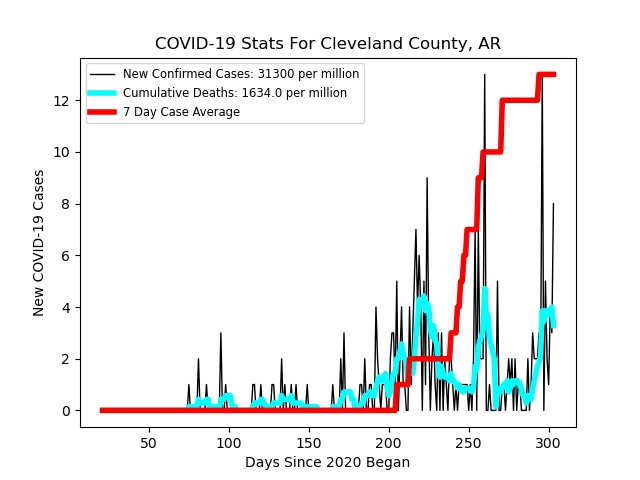 COVID-19 Stats For Cleveland County, AR
New Confirmed Cases: 31300 per million
Cumulative Deaths: 1634.0 per million
7 Day Case Average
New COVID-19 Cases
12
10
8
6
4
2
0
50 100 150 200 250 300
Days Since 2020 Began